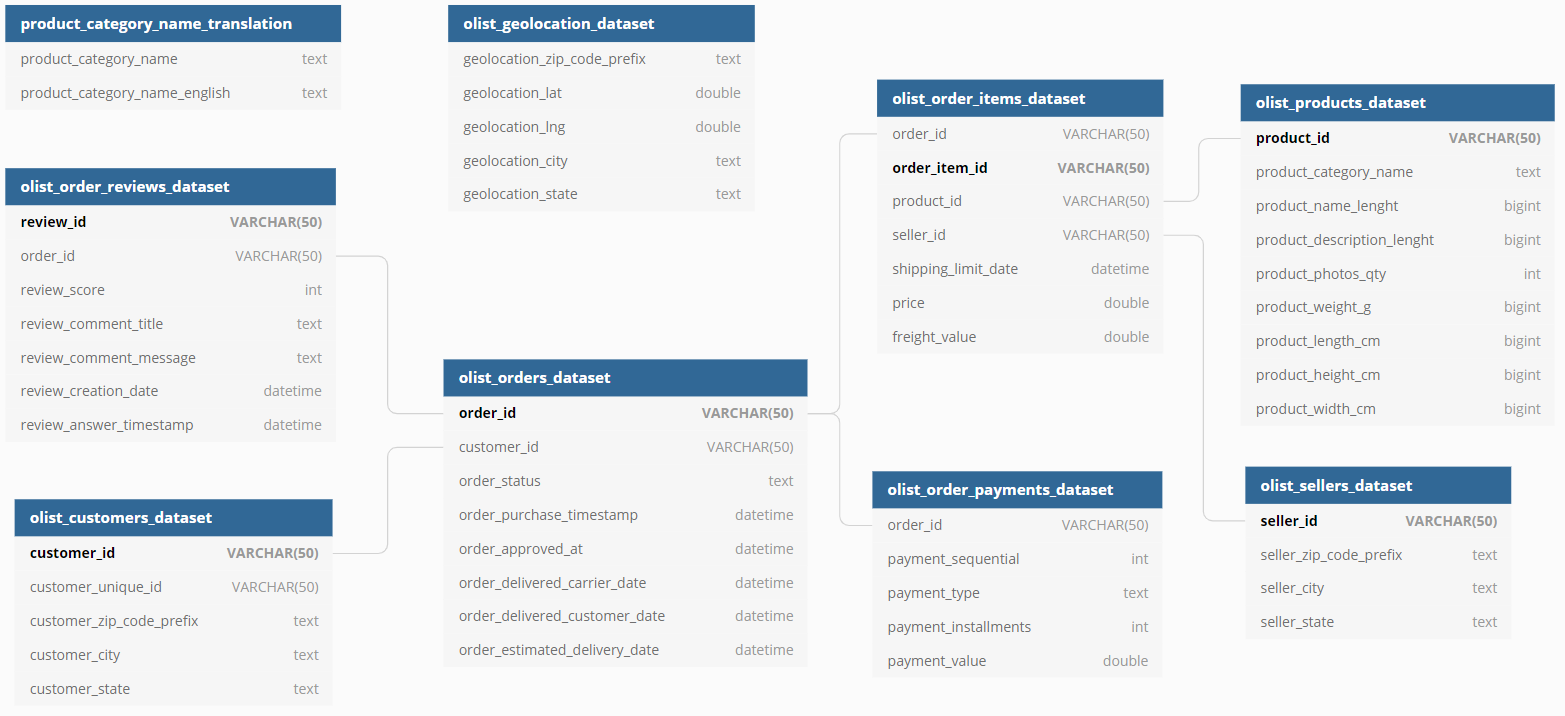 product_category_name_translation
product_category_name text
product_category_name_english text
olist_geolocation_dataset
geolocation_zip_code_prefix text
geolocation_lat double
geolocation_lng double
geolocation_city text
geolocation_state text
olist_order_items_dataset
order_id VARCHAR(50)
order_item_id VARCHAR(50)
product_id VARCHAR(50)
seller_id VARCHAR(50)
shipping_limit_date datetime
price double
freight_value double
olist_products_dataset
product_id VARCHAR(50)
product_category_name text
product_name_lenght bigint
product_description_lenght bigint
product_photos_qty int
product_weight_g bigint
product_length_cm bigint
product_height_cm bigint
product_width_cm bigint
olist_order_reviews_dataset
review_id VARCHAR(50)
order_id VARCHAR(50)
review_score int
review_comment_title text
review_comment_message text
review_creation_date datetime
review_answer_timestamp datetime
olist_orders_dataset
order_id VARCHAR(50)
customer_id VARCHAR(50)
order_status text
order_purchase_timestamp datetime
order_approved_at datetime
order_delivered_carrier_date datetime
order_delivered_customer_date datetime
order_estimated_delivery_date datetime
olist_customers_dataset
customer_id VARCHAR(50)
customer_unique_id VARCHAR(50)
customer_zip_code_prefix text
customer_city text
customer_state text
olist_order_payments_dataset
order_id VARCHAR(50)
payment_sequential int
payment_type text
payment_installments int
payment_value double
olist_sellers_dataset
seller_id VARCHAR(50)
seller_zip_code_prefix text
seller_city text
seller_state text